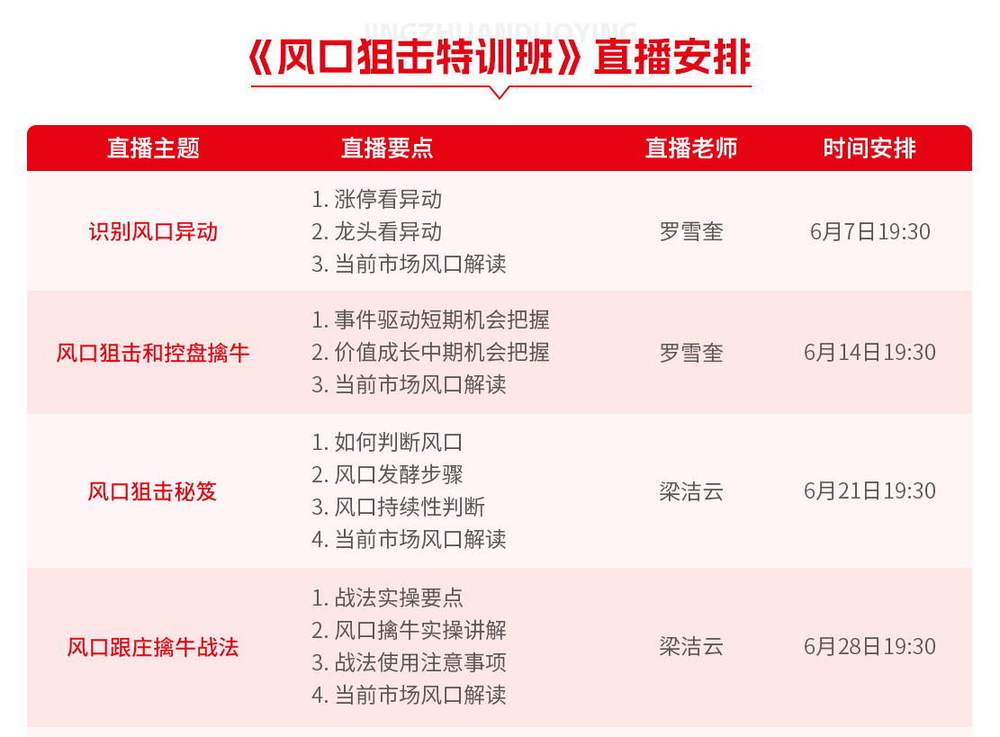 JINGZHUANDUOYING
《风口狙击特训班》直播安排
直播主题 直播要点 直播老师 时间安排
识别风口异动
1. 涨停看异动
2. 龙头看异动
3. 当前市场风口解读
罗雪奎
6月7日19:30
风口狙击和控盘擒牛
1. 事件驱动短期机会把握
2. 价值成长中期机会把握
3. 当前市场风口解读
罗雪奎
6月14日19:30
风口狙击秘笈
1. 如何判断风口
2. 风口发酵步骤
3. 风口持续性判断
4. 当前市场风口解读
梁洁云
6月21日19:30
风口跟庄擒牛战法
1. 战法实操要点
2. 风口擒牛实操讲解
3. 战法使用注意事项
4. 当前市场风口解读
梁洁云
6月28日19:30